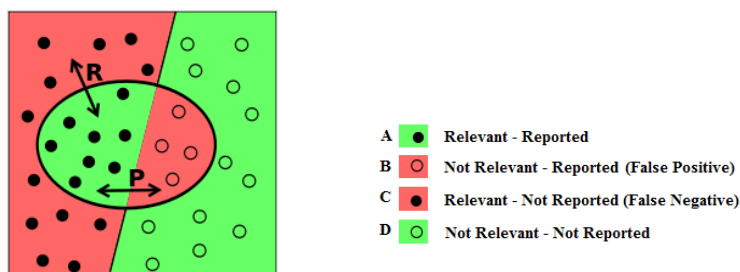 R
P
A Relevant - Reported
B Not Relevant - Reported (False Positive)
C Relevant - Not Reported (False Negative)
D Not Relevant - Not Reported